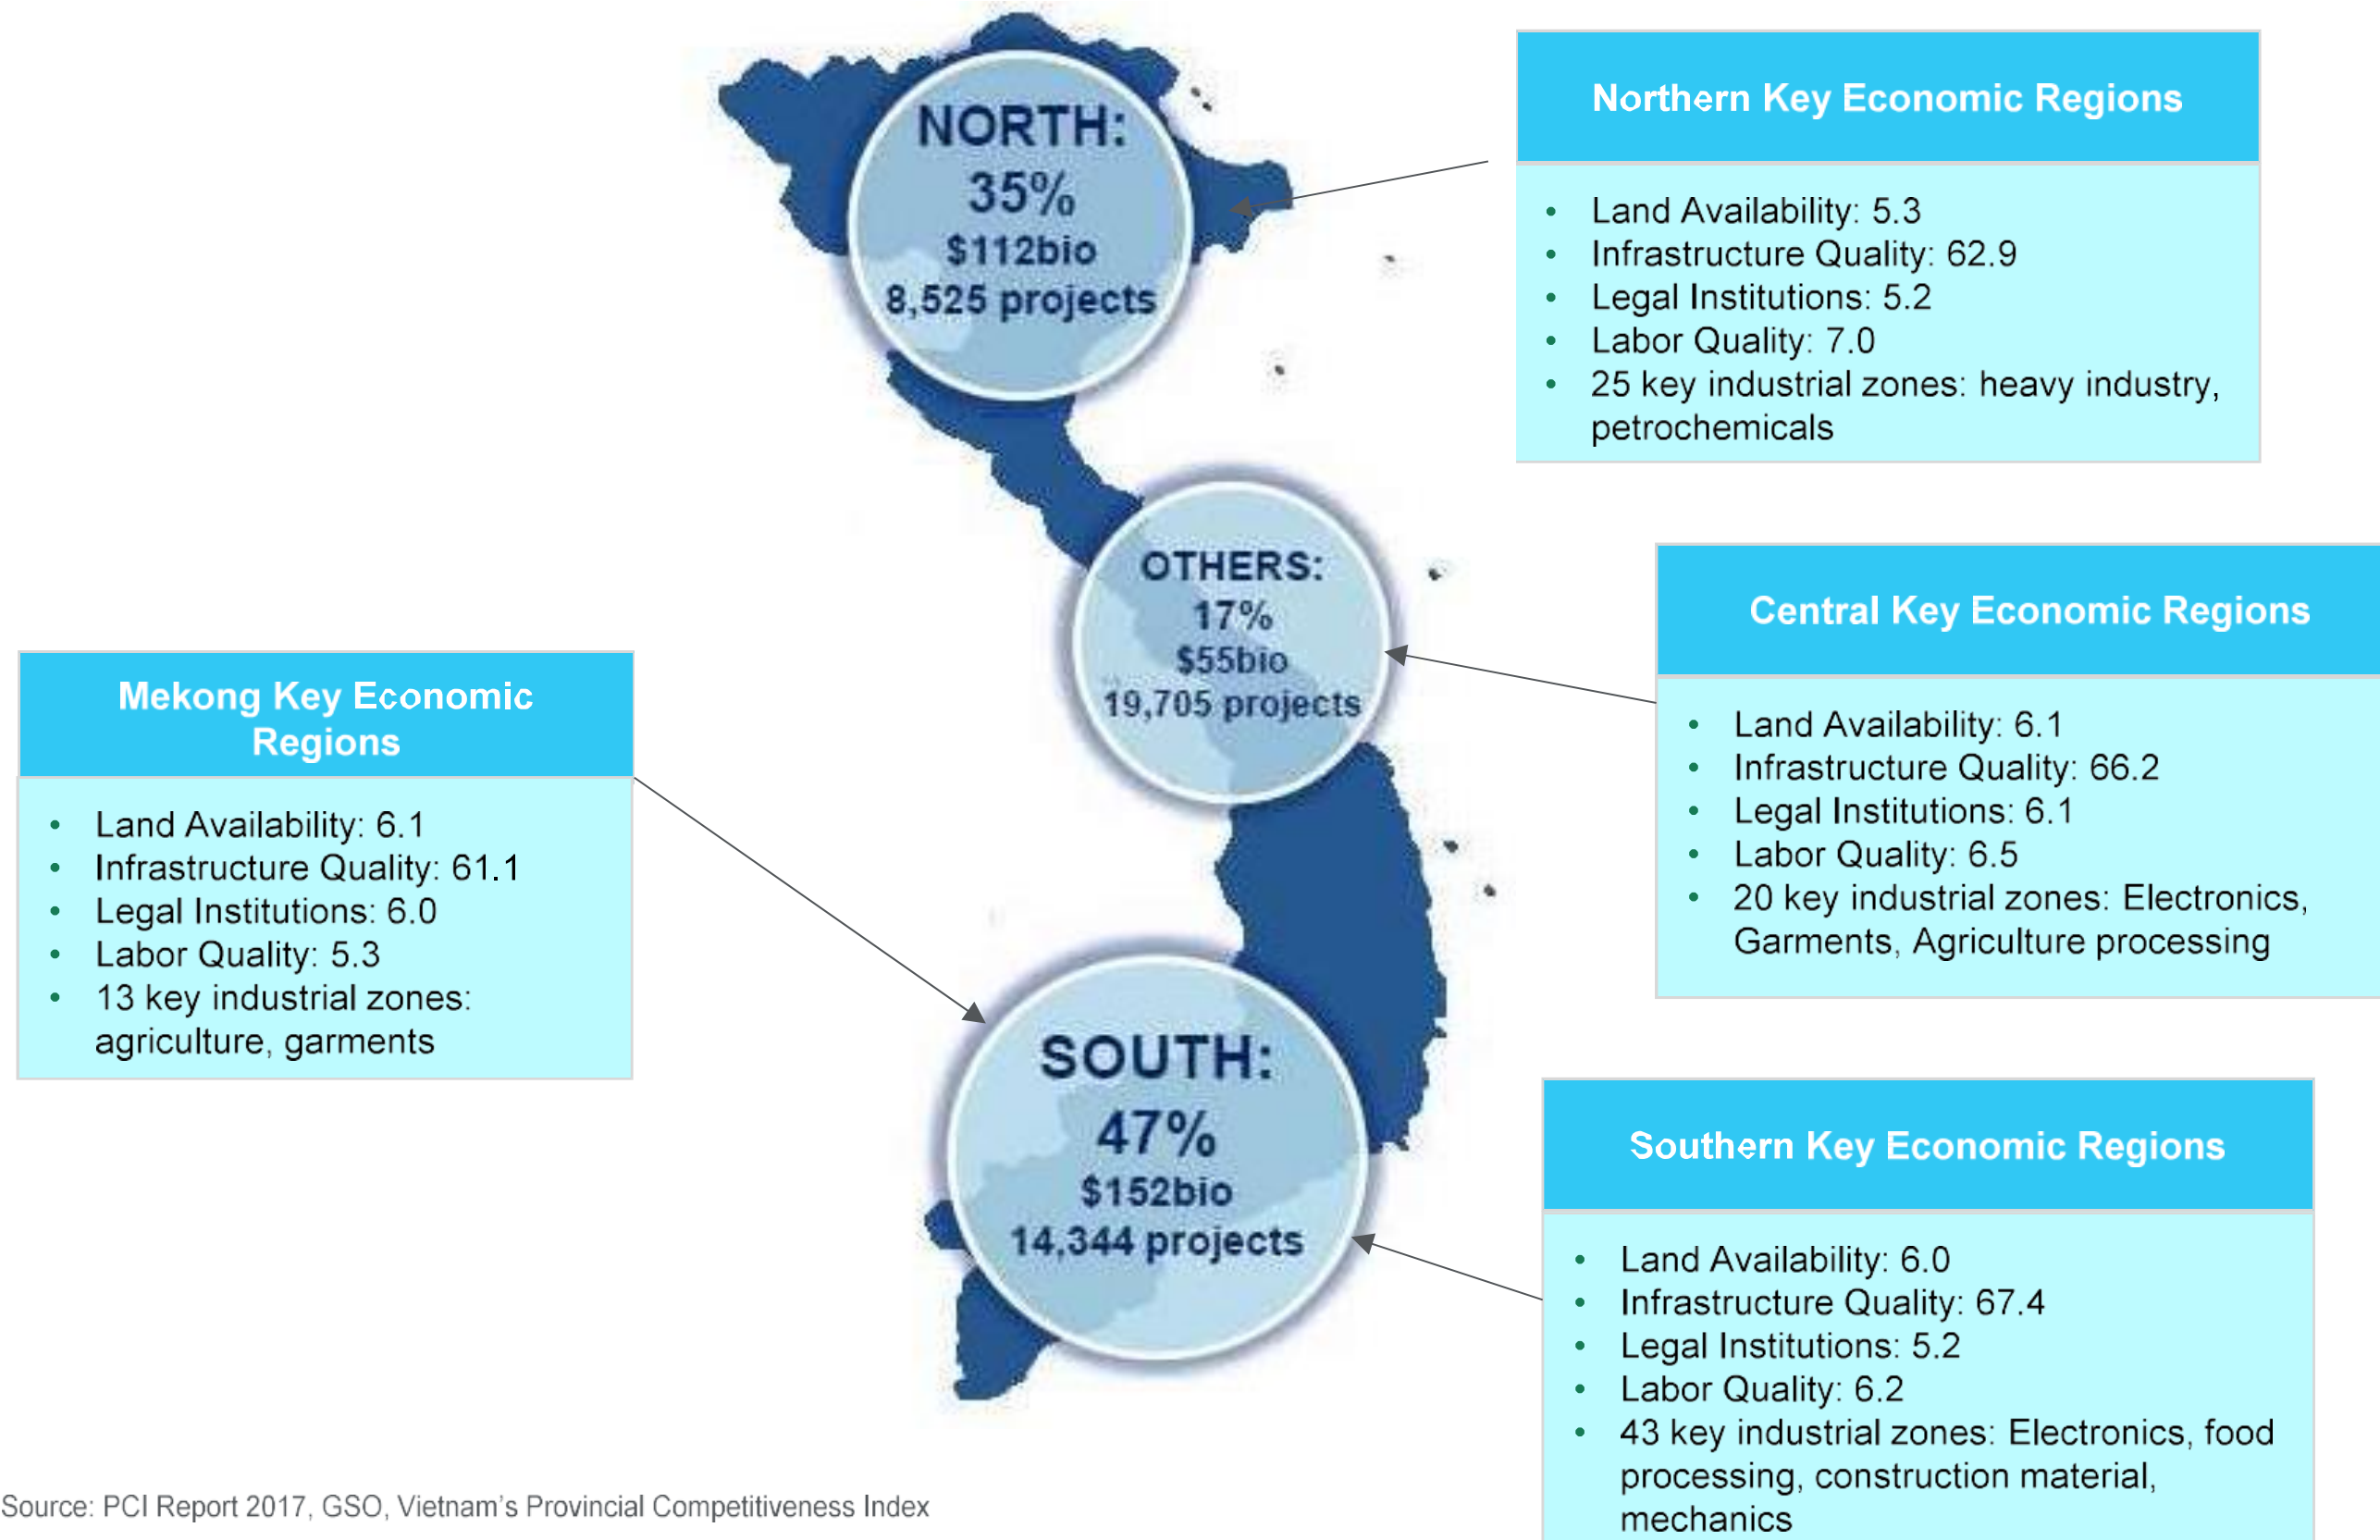 NORTH:
35%
$112bio
8,525 projects
Northern Key Economic Regions
• Land Availability: 5.3
• Infrastructure Quality: 62.9
• Legal Institutions: 5.2
• Labor Quality: 7.0
• 25 key industrial zones: heavy industry,
petrochemicals
OTHERS:
17%
$55bio
19,705 projects
Central Key Economic Regions
• Land Availability: 6.1
• Infrastructure Quality: 66.2
• Legal Institutions: 6.1
• Labor Quality: 6.5
• 20 key industrial zones: Electronics,
Garments, Agriculture processing
Mekong Key Economic
Regions
• Land Availability: 6.1
• Infrastructure Quality: 61.1
• Legal Institutions: 6.0
• Labor Quality: 5.3
• 13 key industrial zones:
agriculture, garments
SOUTH:
47%
$152bio
14,344 projects
Southern Key Economic Regions
• Land Availability: 6.0
• Infrastructure Quality: 67.4
• Legal Institutions: 5.2
• Labor Quality: 6.2
• 43 key industrial zones: Electronics, food
processing, construction material,
mechanics
Source: PCI Report 2017, GSO, Vietnam's Provincial Competitiveness Index